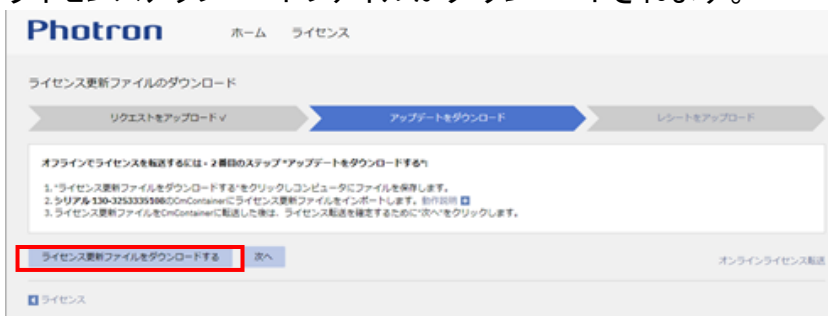 ライセンスアップデートファイルがダウンロードされます。
Photron ホーム ライセンス
ライセンス更新ファイルのダウンロード
リクエストをアップロード√ アップデートをダウンロード レシートをアップロード
オフラインでライセンスを転送するには - 2番目のステップ "アップデートをダウンロードする":
1. "ライセンス更新ファイルをダウンロードする"をクリックしコンピュータにファイルを保存します。
2. シリアル 130-3253335108のCmContainerにライセンス更新ファイルをインポートします。動作説明
3. ライセンス更新ファイルをCmContainerに転送した後は、ライセンス転送を確定するために"次へ"をクリックします。
ライセンス更新ファイルをダウンロードする 次へ オンラインライセンス転送
ライセンス